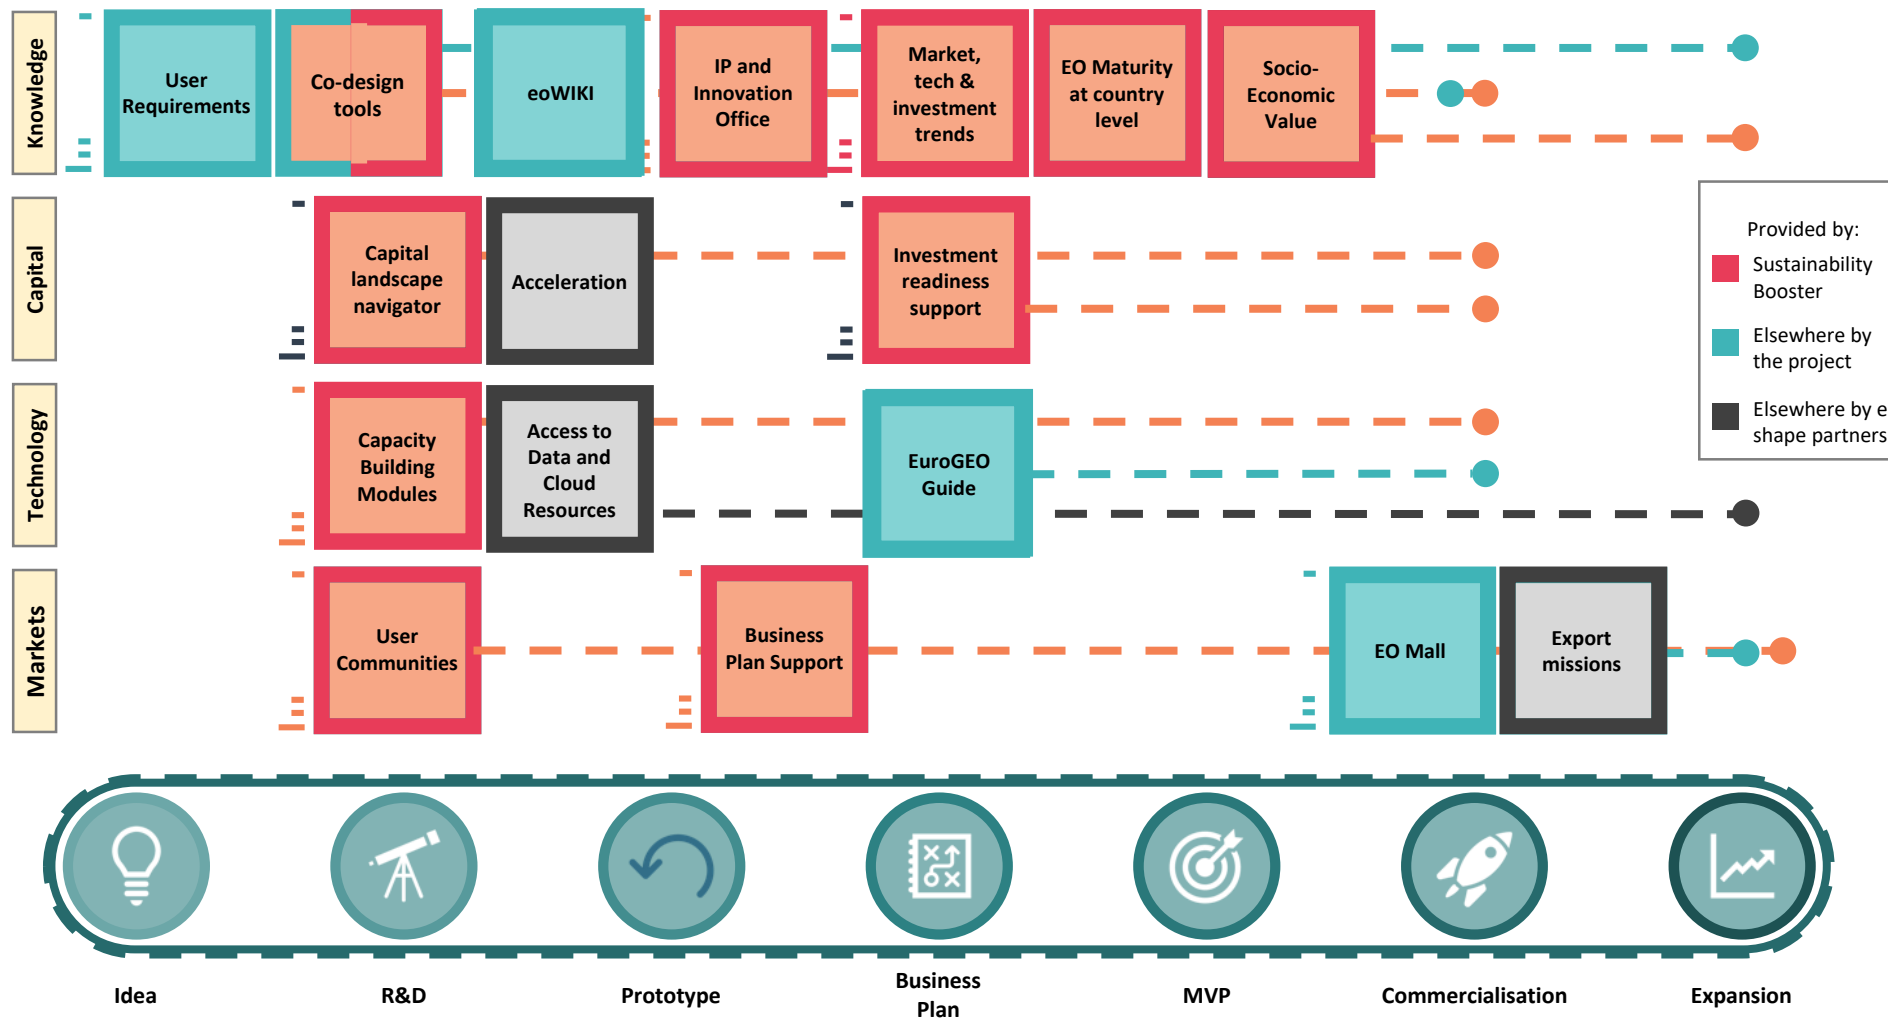 Knowledge
User
Requirements
Co-design
tools
eoWIKI
IP and
Innovation
Office
Market,
tech &
investment
trends
EO Maturity
at country
level
Socio-
Economic
Value
Capital
Capital
landscape
navigator
Acceleration
Investment
readiness
support
Provided by:
Sustainability
Booster
Elsewhere by
the project
Elsewhere by e
shape partners
Technology
Capacity
Building
Modules
Access to
Data and
Cloud
Resources
EuroGEO
Guide
Markets
User
Communities
Business
Plan Support
EO Mall
Export
missions
Idea
R&D
Prototype
Business
Plan
MVP
Commercialisation
Expansion